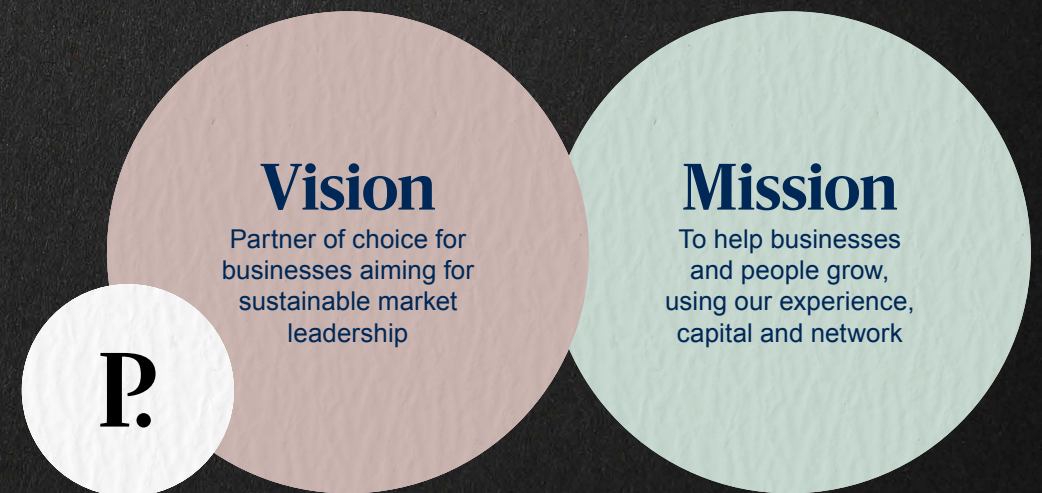 Vision
Partner of choice for
businesses aiming for
sustainable market
leadership
Mission
To help businesses
and people grow,
using our experience,
capital and network
P.